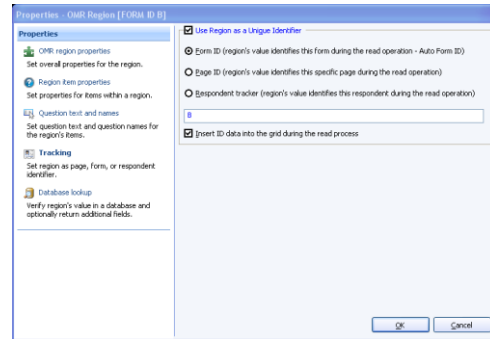 Properties - OMR Region [FORM ID B]
Properties
OMR region properties
Set overall properties for the region.
Region item properties
Set properties for items within a region.
Question text and names
Set question text and question names for
the region's items.
Tracking
Set region as page, form, or respondent
identifier.
Database lookup
Verify region's value in a database and
optionally return additional fields.
Use Region as a Unique Identifier
Form ID (region's value identifies this form during the read operation - Auto Form ID)
Page ID (region's value identifies this specific page during the read operation)
Respondent tracker (region's value identifies this respondent during the read operation)
B
Insert ID data into the grid during the read process
OK
Cancel